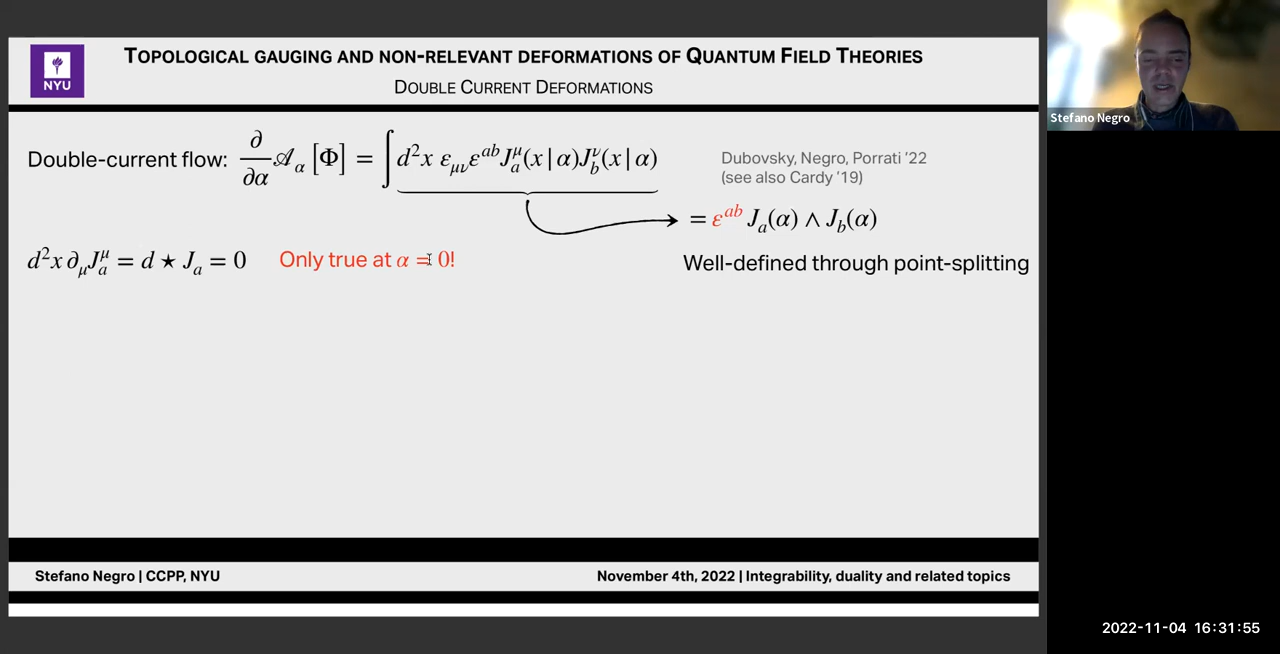 TOPOLOGICAL GAUGING AND NON-RELEVANT DEFORMATIONS OF QUANTUM FIELD THEORIES
NYU
DOUBLE CURRENT DEFORMATIONS
Stefano Negro
Double-current flow: ∂/∂α 𝒜_α [Φ] = ∫ d²x ε_μν ε^ab J_a^μ(x|α) J_b^ν(x|α)
Dubovsky, Negro, Porrati '22
(see also Cardy '19)
= ε^ab J_a(α) ∧ J_b(α)
d²x ∂_μ J_a^μ = d ⋆ J_a = 0 Only true at α = 0!
Well-defined through point-splitting
Stefano Negro | CCPP, NYU
November 4th, 2022 | Integrability, duality and related topics
2022-11-04 16:31:55